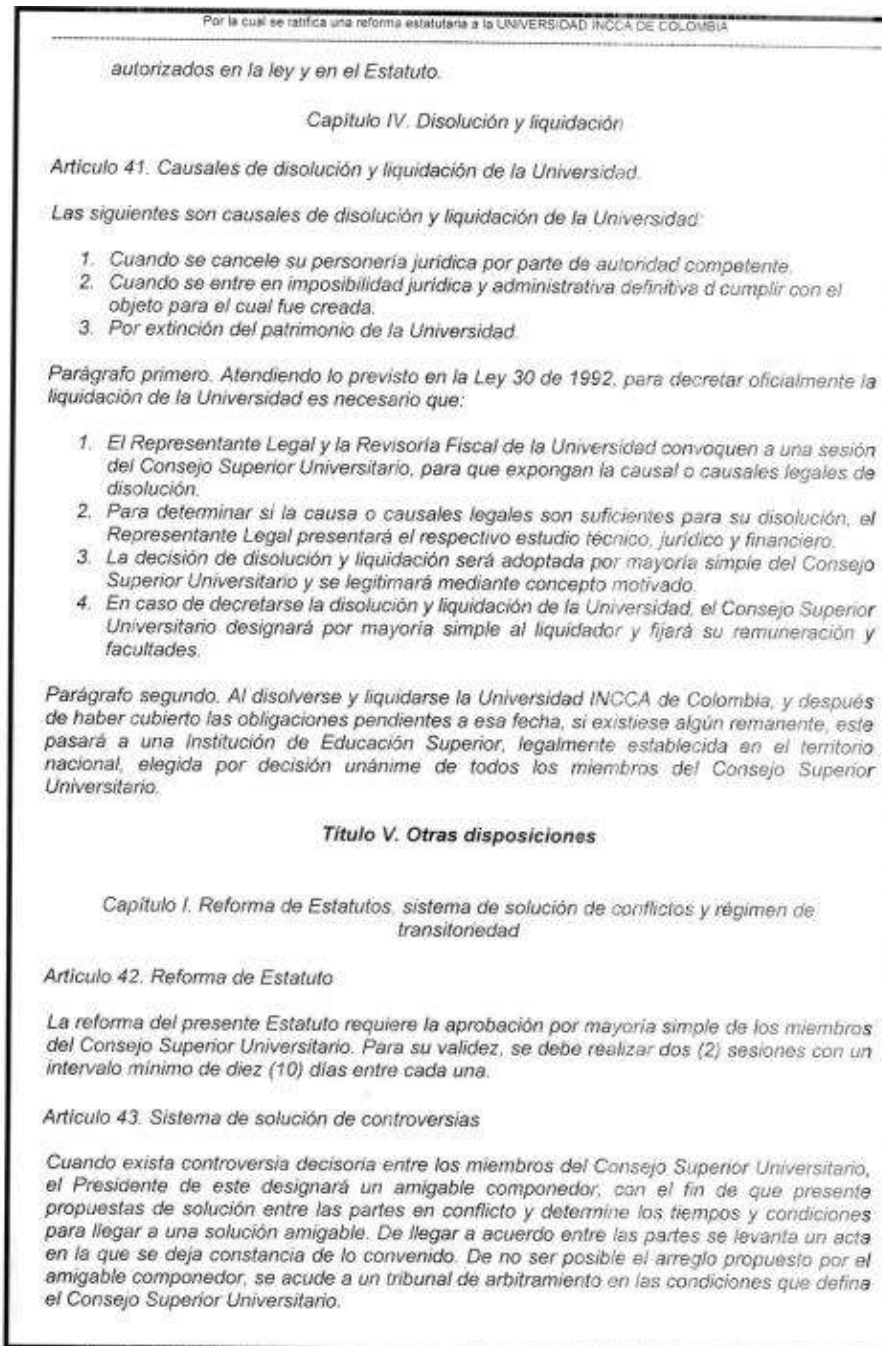 Por la cual se ratifica una reforma estatutaria a la UNIVERSIDAD INCCA DE COLOMBIA
autorizados en la ley y en el Estatuto.
Capítulo IV. Disolución y liquidación
Artículo 41. Causales de disolución y liquidación de la Universidad.
Las siguientes son causales de disolución y liquidación de la Universidad:
1. Cuando se cancele su personería jurídica por parte de autoridad competente.
2. Cuando se entre en imposibilidad jurídica y administrativa definitiva d cumplir con el
objeto para el cual fue creada.
3. Por extinción del patrimonio de la Universidad.
Parágrafo primero. Atendiendo lo previsto en la Ley 30 de 1992, para decretar oficialmente la
liquidación de la Universidad es necesario que:
1. El Representante Legal y la Revisoría Fiscal de la Universidad convoquen a una sesión
del Consejo Superior Universitario, para que expongan la causal o causales legales de
disolución.
2. Para determinar si la causa o causales legales son suficientes para su disolución, el
Representante Legal presentará el respectivo estudio técnico, jurídico y financiero.
3. La decisión de disolución y liquidación será adoptada por mayoría simple del Consejo
Superior Universitario y se legitimará mediante concepto motivado.
4. En caso de decretarse la disolución y liquidación de la Universidad, el Consejo Superior
Universitario designará por mayoría simple al liquidador y fijará su remuneración y
facultades.
Parágrafo segundo. Al disolverse y liquidarse la Universidad INCCA de Colombia, y después
de haber cubierto las obligaciones pendientes a esa fecha, si existiese algún remanente, este
pasará a una Institución de Educación Superior, legalmente establecida en el territorio
nacional, elegida por decisión unánime de todos los miembros del Consejo Superior
Universitario.
Título V. Otras disposiciones
Capítulo I. Reforma de Estatutos, sistema de solución de conflictos y régimen de
transitoriedad
Artículo 42. Reforma de Estatuto
La reforma del presente Estatuto requiere la aprobación por mayoría simple de los miembros
del Consejo Superior Universitario. Para su validez, se debe realizar dos (2) sesiones con un
intervalo mínimo de diez (10) días entre cada una.
Artículo 43. Sistema de solución de controversias
Cuando exista controversia decisoria entre los miembros del Consejo Superior Universitario,
el Presidente de este designará un amigable componedor, con el fin de que presente
propuestas de solución entre las partes en conflicto y determine los tiempos y condiciones
para llegar a una solución amigable. De llegar a acuerdo entre las partes se levanta un acta
en la que se deja constancia de lo convenido. De no ser posible el arreglo propuesto por el
amigable componedor, se acude a un tribunal de arbitramento en las condiciones que defina
el Consejo Superior Universitario.